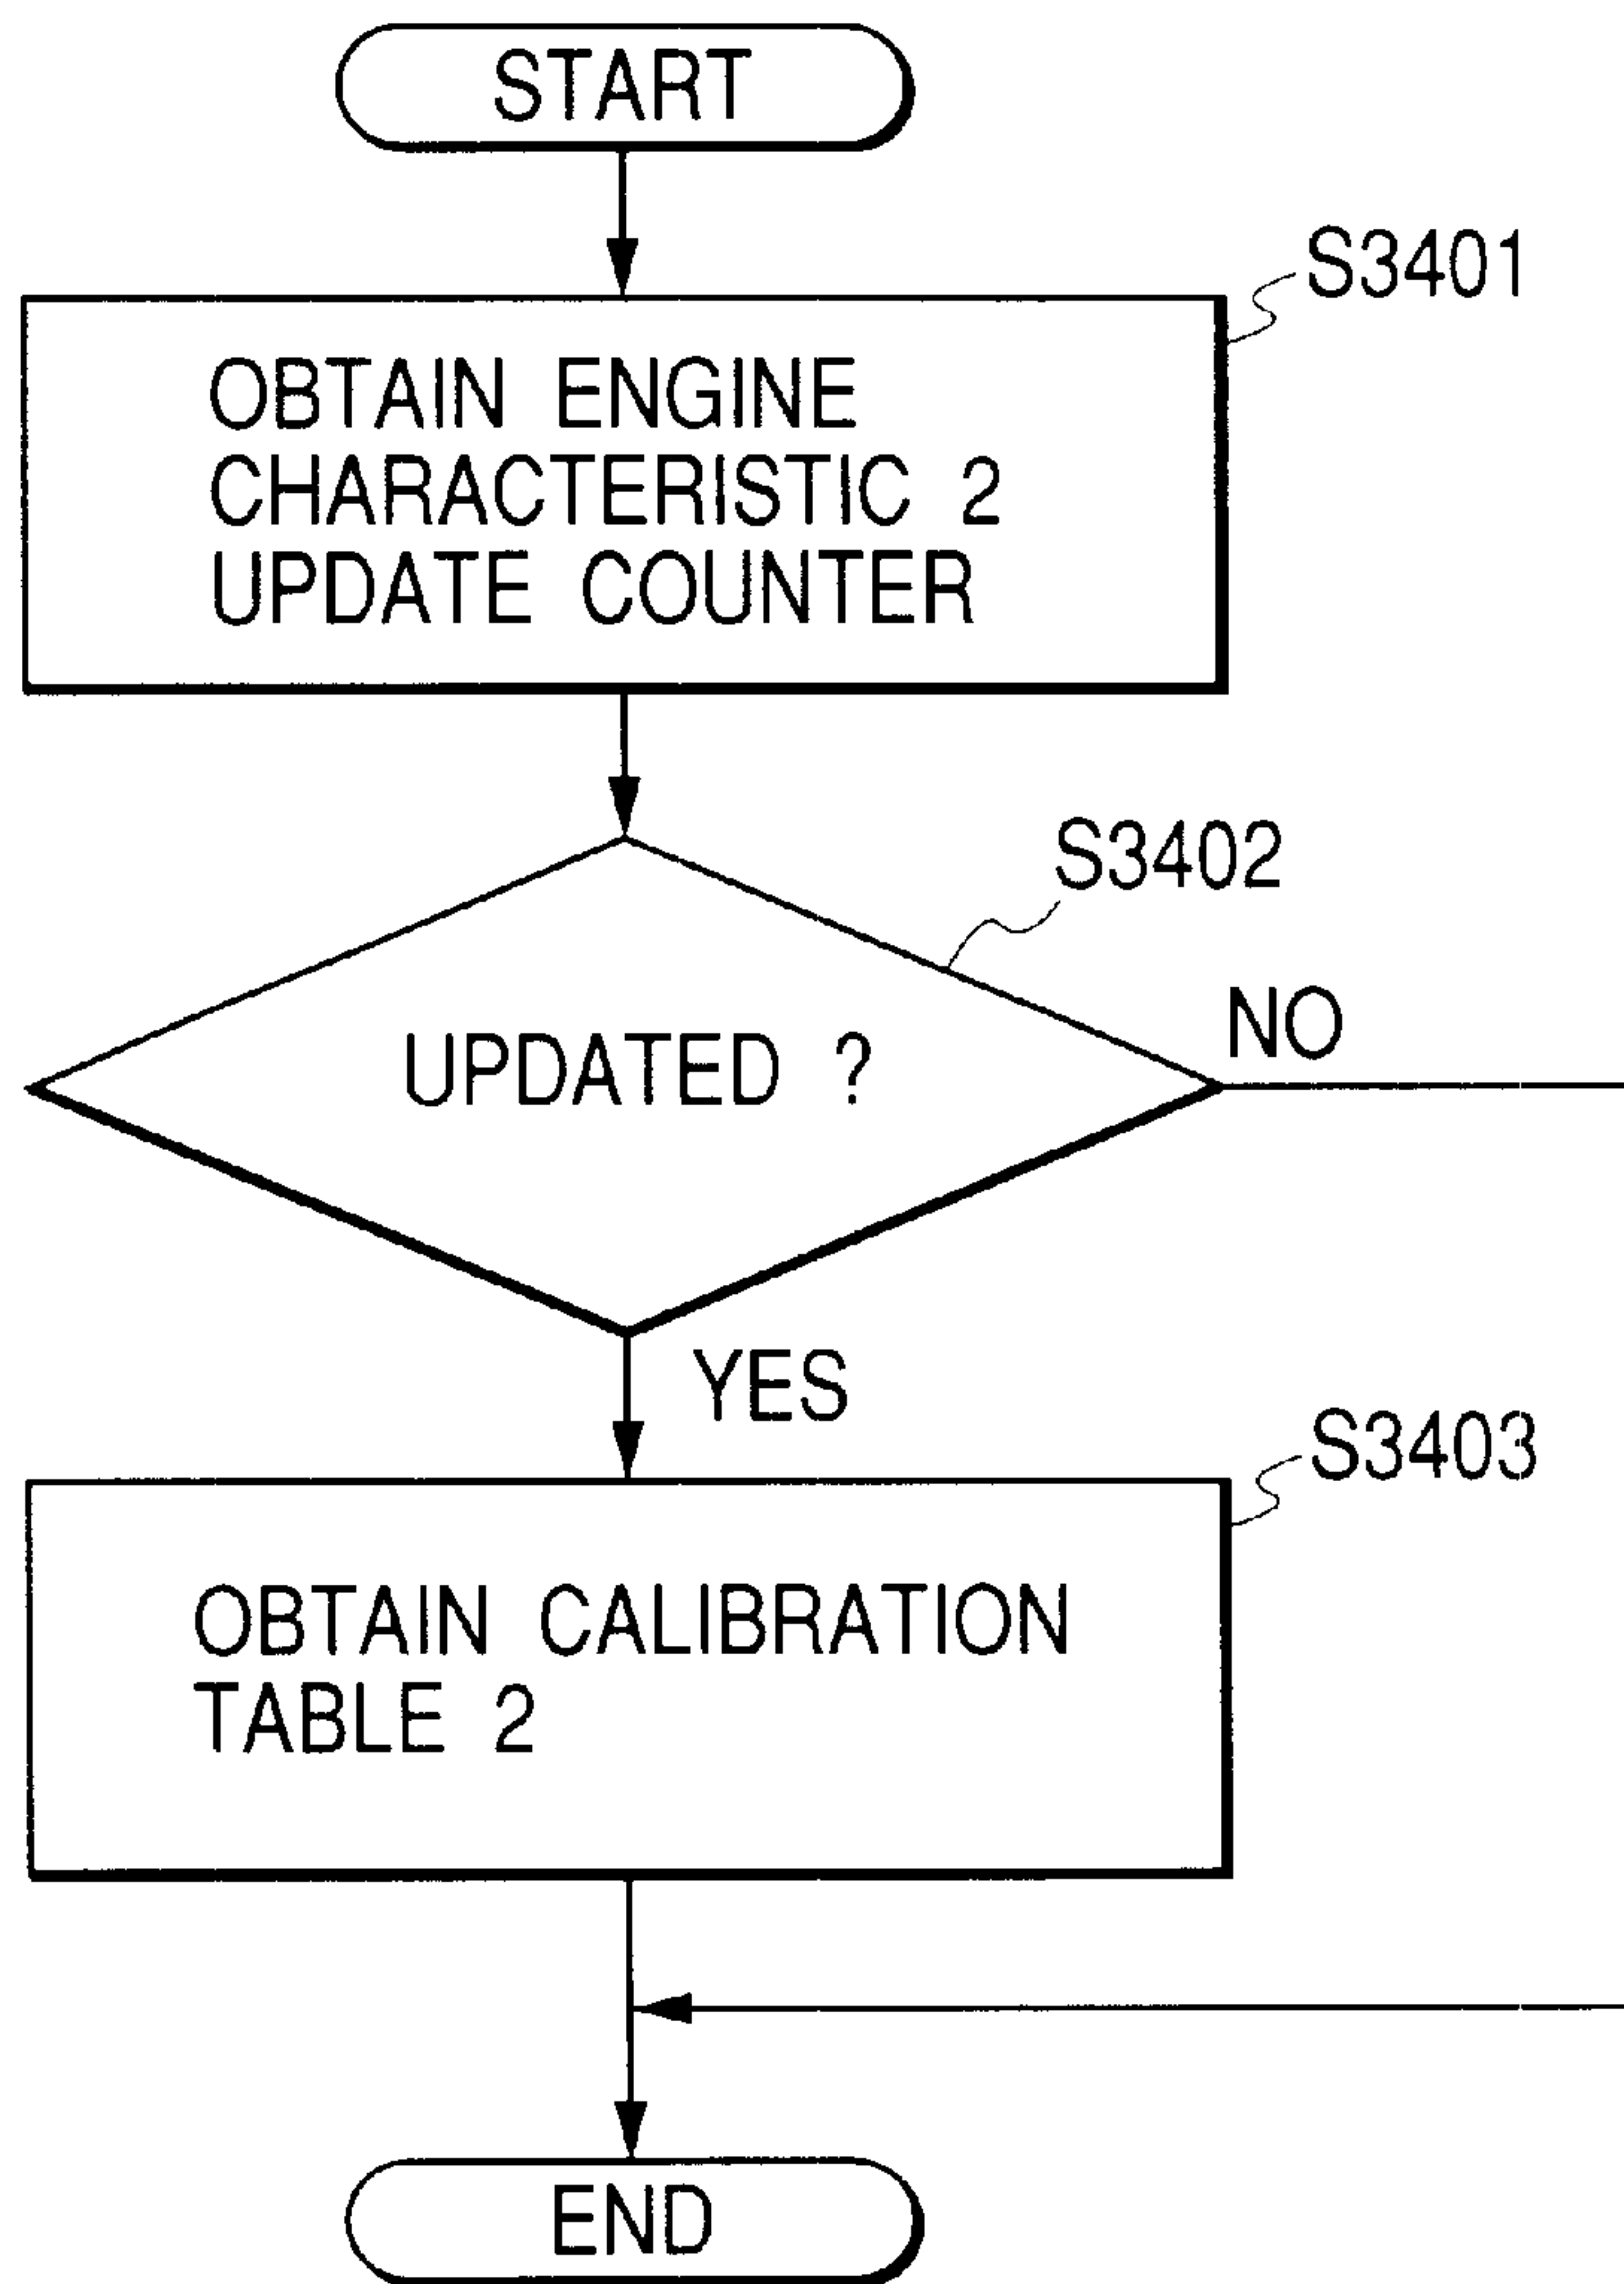 START
S3401
OBTAIN ENGINE
CHARACTERISTIC 2
UPDATE COUNTER
S3402
NO
UPDATED ?
YES
S3403
OBTAIN CALIBRATION
TABLE 2
END